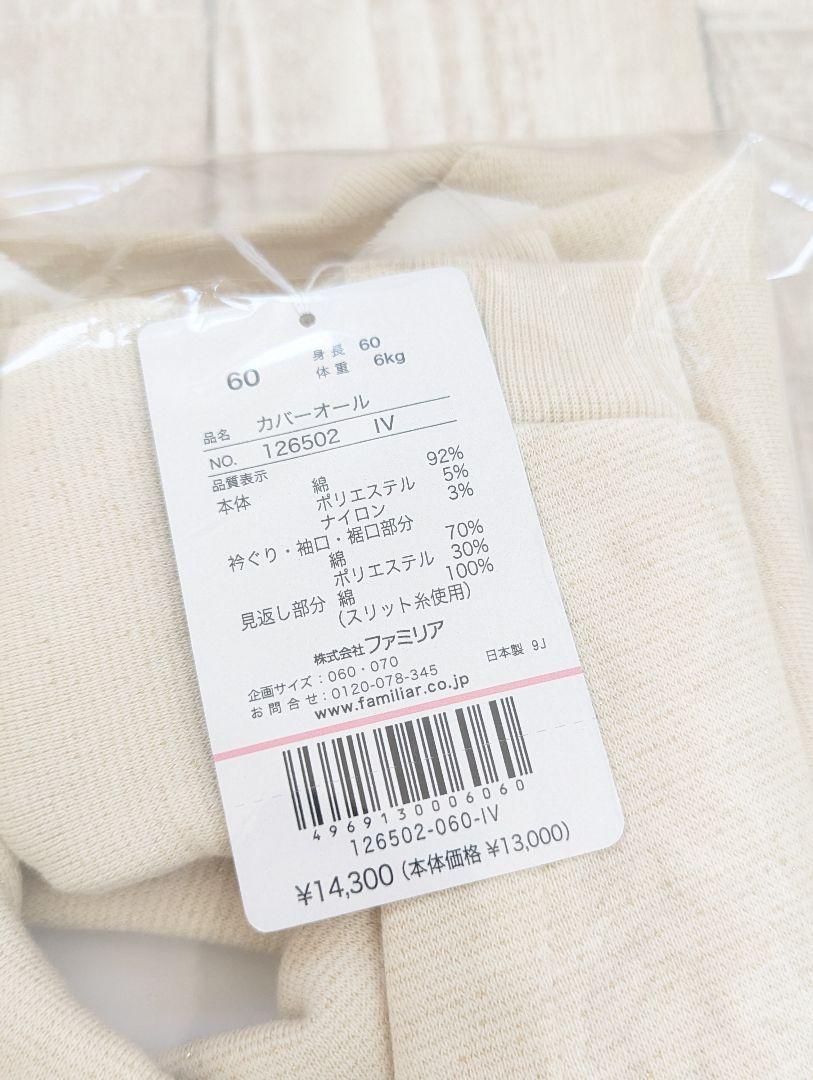 60 身長 60
体重 6kg
品名 カバーオール
NO. 126502 IV
品質表示
本体 綿 92%
ポリエステル 5%
ナイロン 3%
衿ぐり・袖口・裾口部分
綿 70%
ポリエステル 30%
見返し部分 綿 100%
(スリット糸使用)
株式会社ファミリア
企画サイズ:060・070 日本製 9J
お問合せ:0120-078-345
www.familiar.co.jp
4969130006060
126502-060-IV
¥14,300(本体価格 ¥13,000)